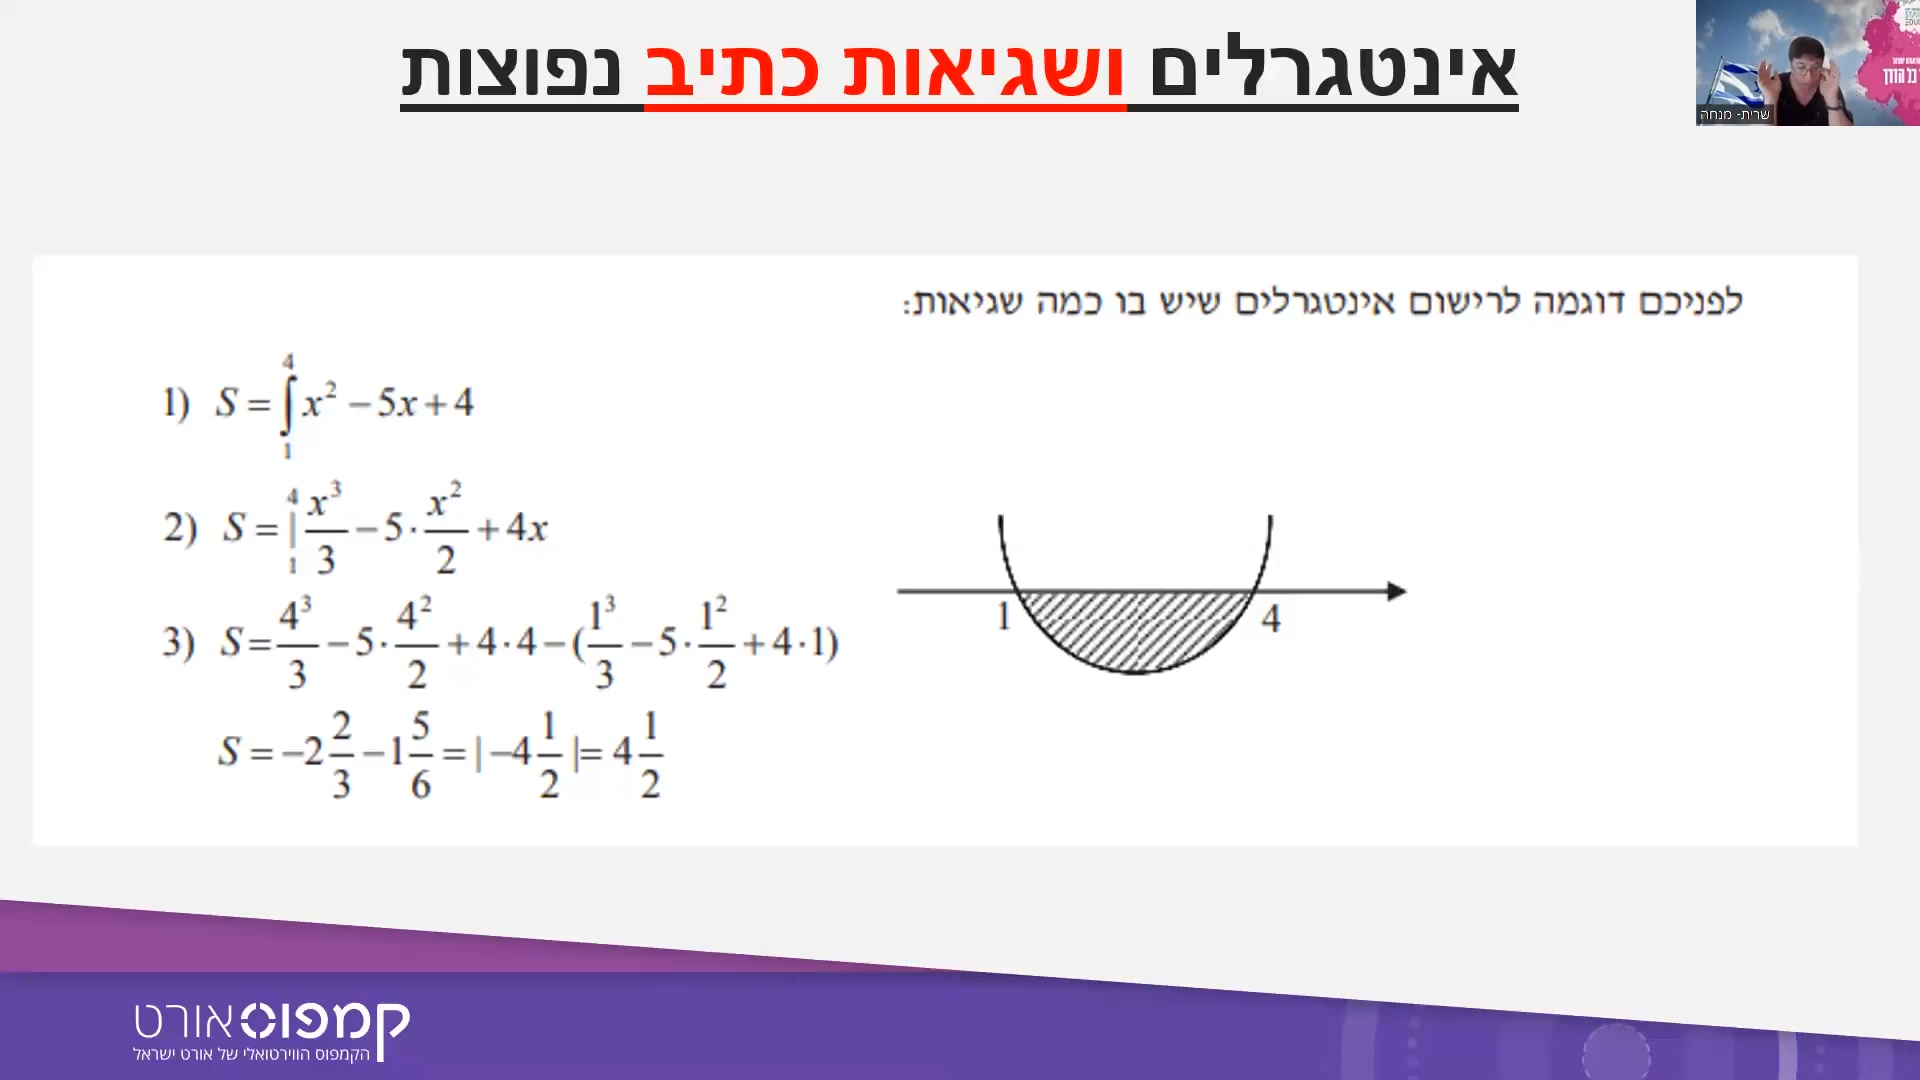 אינטגרלים ושגיאות כתיב נפוצות
שרית- מנחה
לפניכם דוגמה לרישום אינטגרלים שיש בו כמה שגיאות:
1) S = ∫₁⁴ x² − 5x + 4
2) S = |₁⁴ x³/3 − 5 · x²/2 + 4x
3) S = 4³/3 − 5 · 4²/2 + 4 · 4 − (1³/3 − 5 · 1²/2 + 4 · 1)
S = −2 2/3 − 1 5/6 = |−4 1/2| = 4 1/2
1 4
קמפוס אורט
הקמפוס הווירטואלי של אורט ישראל